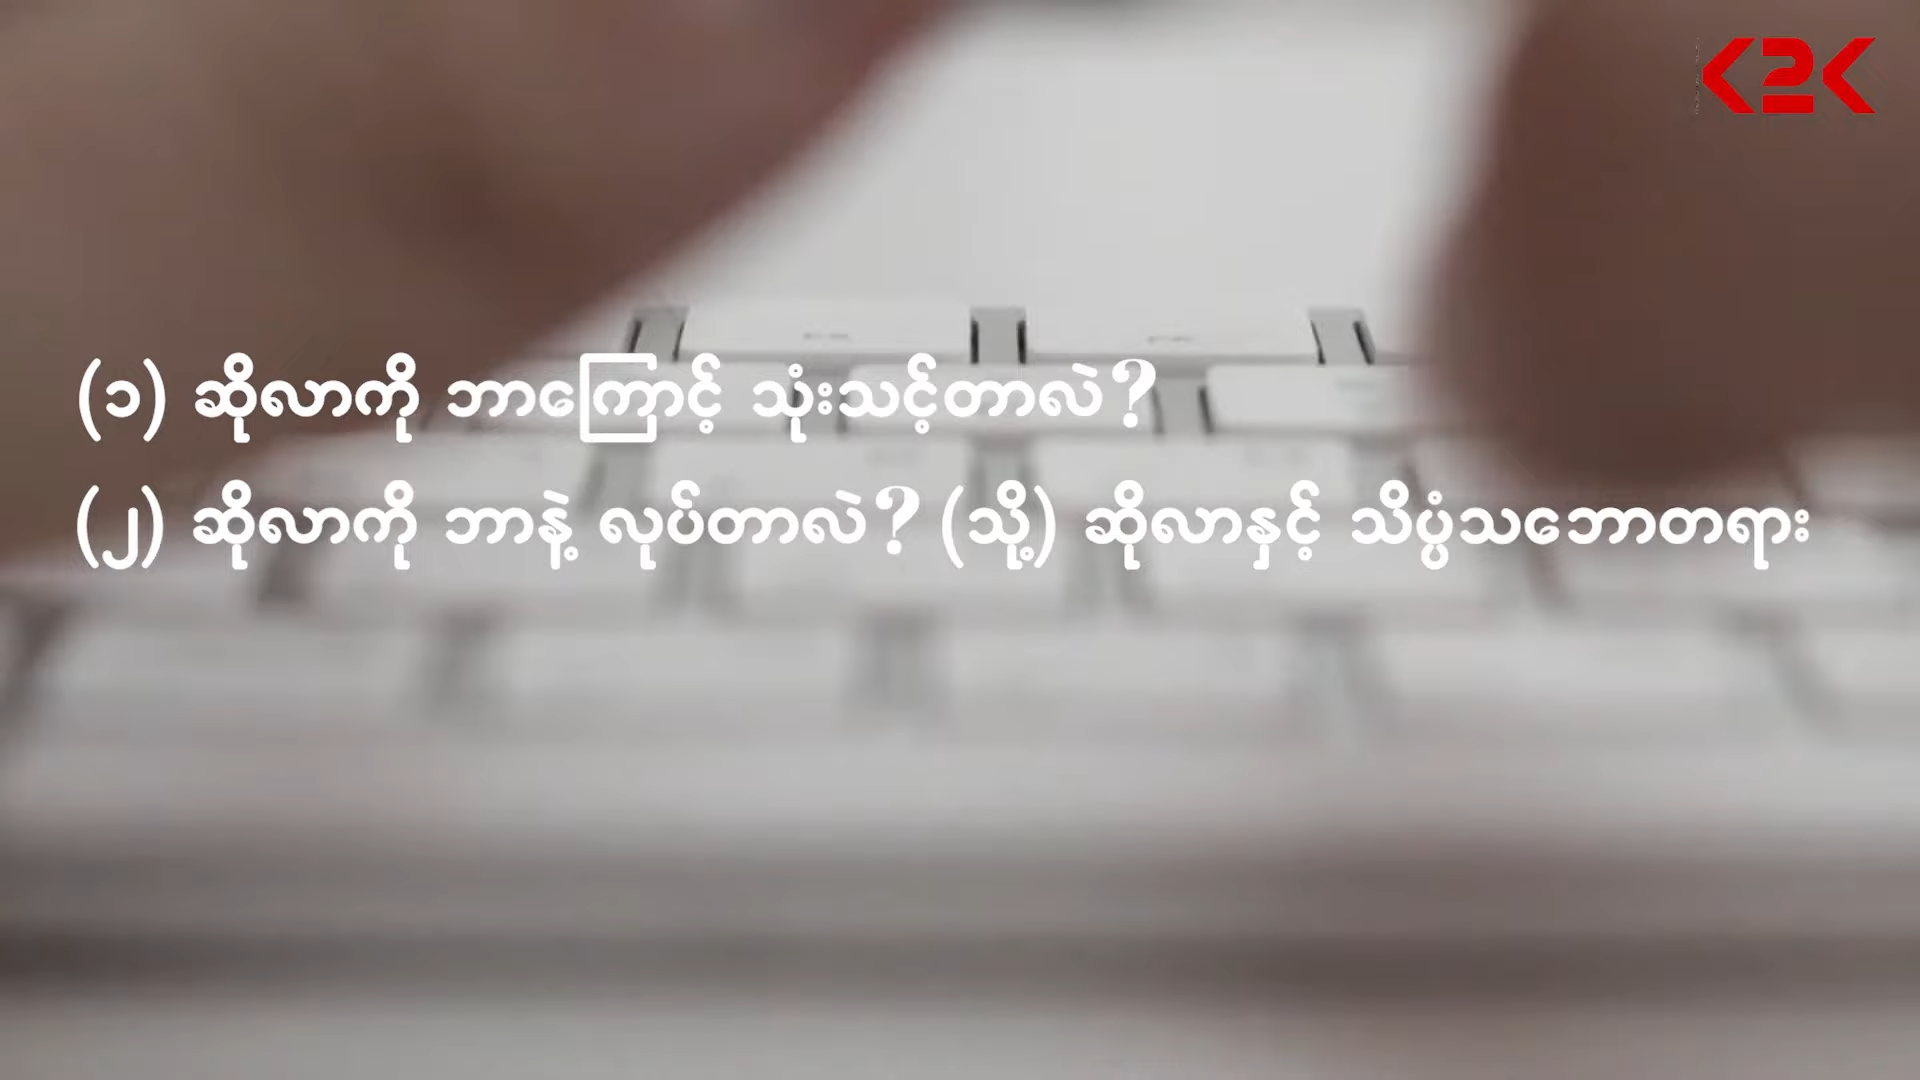 K2K
(၁) ဆိုလာကို ဘာကြောင့် သုံးသင့်တာလဲ?
(၂) ဆိုလာကို ဘာနဲ့ လုပ်တာလဲ? (သို့) ဆိုလာနှင့် သိပ္ပံသဘောတရား